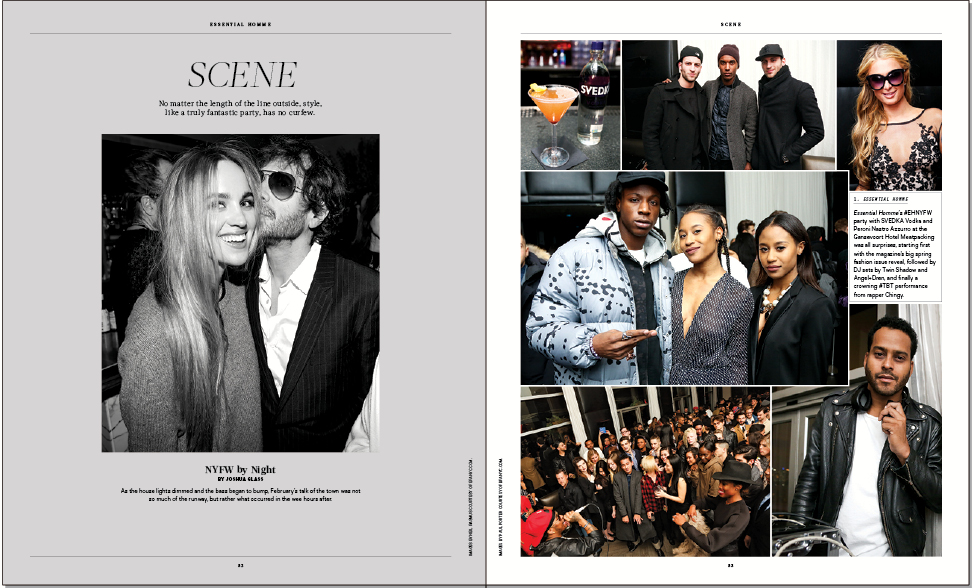 ESSENTIAL HOMME
SCENE
No matter the length of the line outside, style,
like a truly fantastic party, has no curfew.
NYFW by Night
BY JOSHUA GLASS
As the house lights dimmed and the bass began to bump, February's talk of the town was not
so much of the runway, but rather what occurred in the wee hours after.
52
SCENE
SVEDKA
1. ESSENTIAL HOMME
Essential Homme's #EHNYFW
party with SVEDKA Vodka and
Peroni Nastro Azzurro at the
Gansevoort Hotel Meatpacking
was all surprises, starting first
with the magazine's big spring
fashion issue reveal, followed by
DJ sets by Twin Shadow and
and finally a
crowning #TBT performance
from rapper Chingy.
53